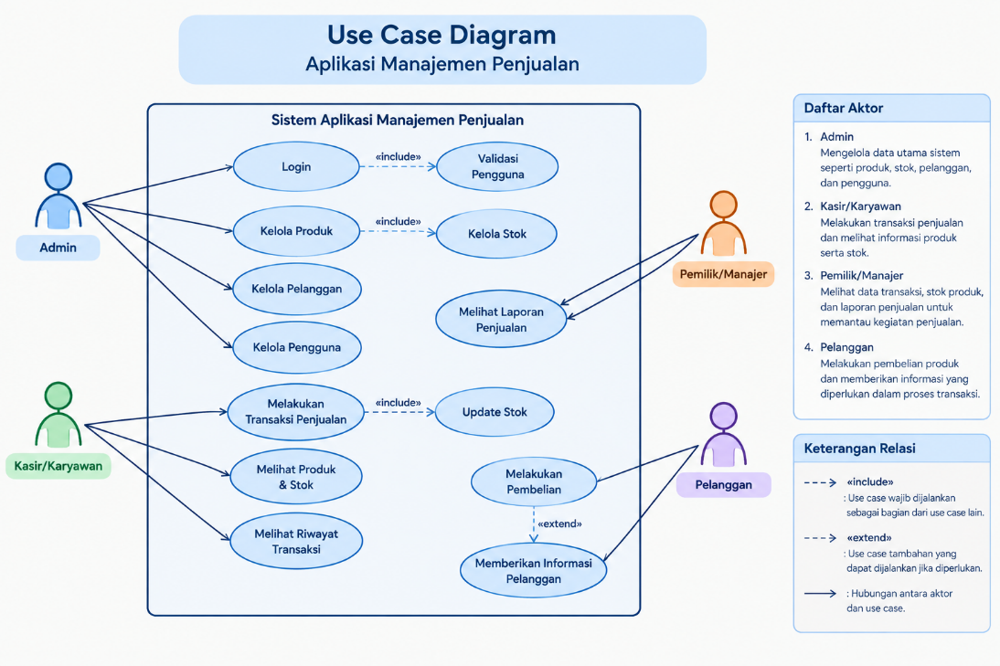 Use Case Diagram
Aplikasi Manajemen Penjualan
Sistem Aplikasi Manajemen Penjualan
Login
«include»
Validasi
Pengguna
Kelola Produk
«include»
Kelola Stok
Kelola Pelanggan
Melihat Laporan
Penjualan
Kelola Pengguna
Melakukan
Transaksi Penjualan
«include»
Update Stok
Melihat Produk
& Stok
Melakukan
Pembelian
«extend»
Melihat Riwayat
Transaksi
Memberikan Informasi
Pelanggan
Admin
Kasir/Karyawan
Pemilik/Manajer
Pelanggan
Daftar Aktor
1. Admin
Mengelola data utama sistem
seperti produk, stok, pelanggan,
dan pengguna.
2. Kasir/Karyawan
Melakukan transaksi penjualan
dan melihat informasi produk
serta stok.
3. Pemilik/Manajer
Melihat data transaksi, stok produk,
dan laporan penjualan untuk
memantau kegiatan penjualan.
4. Pelanggan
Melakukan pembelian produk
dan memberikan informasi yang
diperlukan dalam proses transaksi.
Keterangan Relasi
«include»
: Use case wajib dijalankan
sebagai bagian dari use case lain.
«extend»
: Use case tambahan yang
dapat dijalankan jika diperlukan.
: Hubungan antara aktor
dan use case.